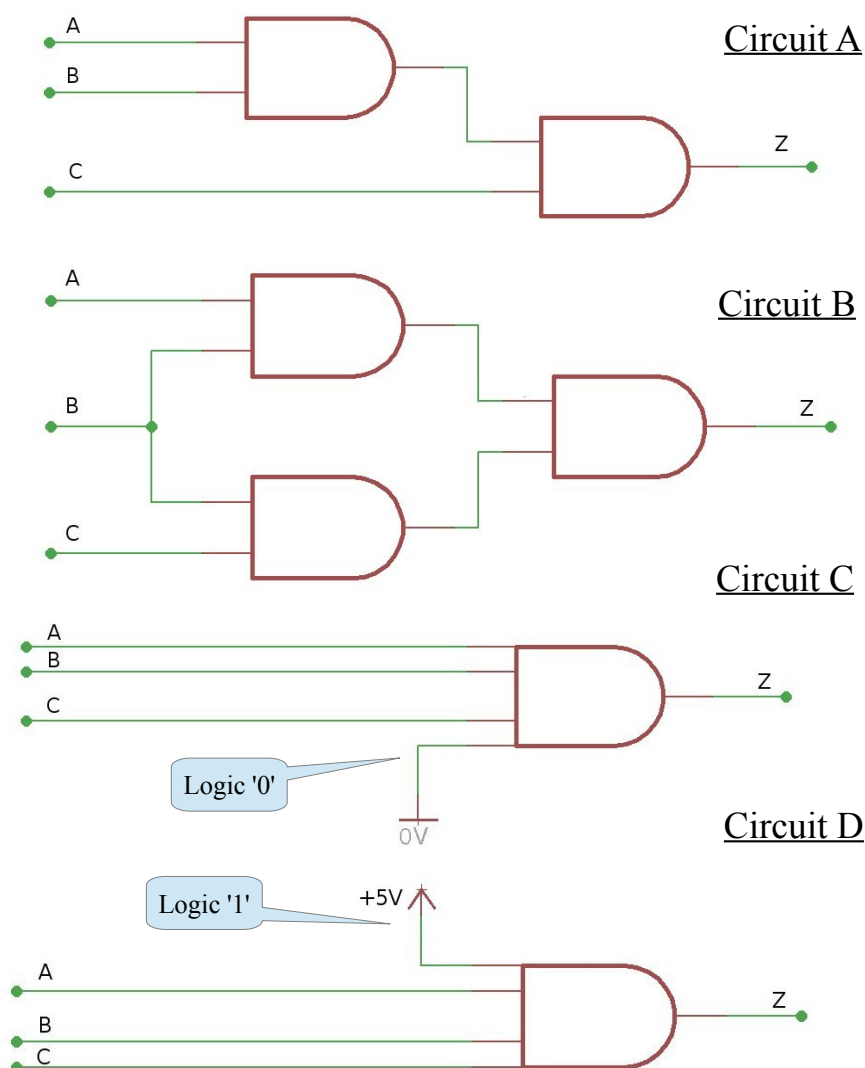 A
Circuit A
B
Z
C
A
Circuit B
B
Z
C
Circuit C
A
B
Z
C
Logic '0'
0V
Circuit D
Logic '1'
+5V
A
Z
B
C